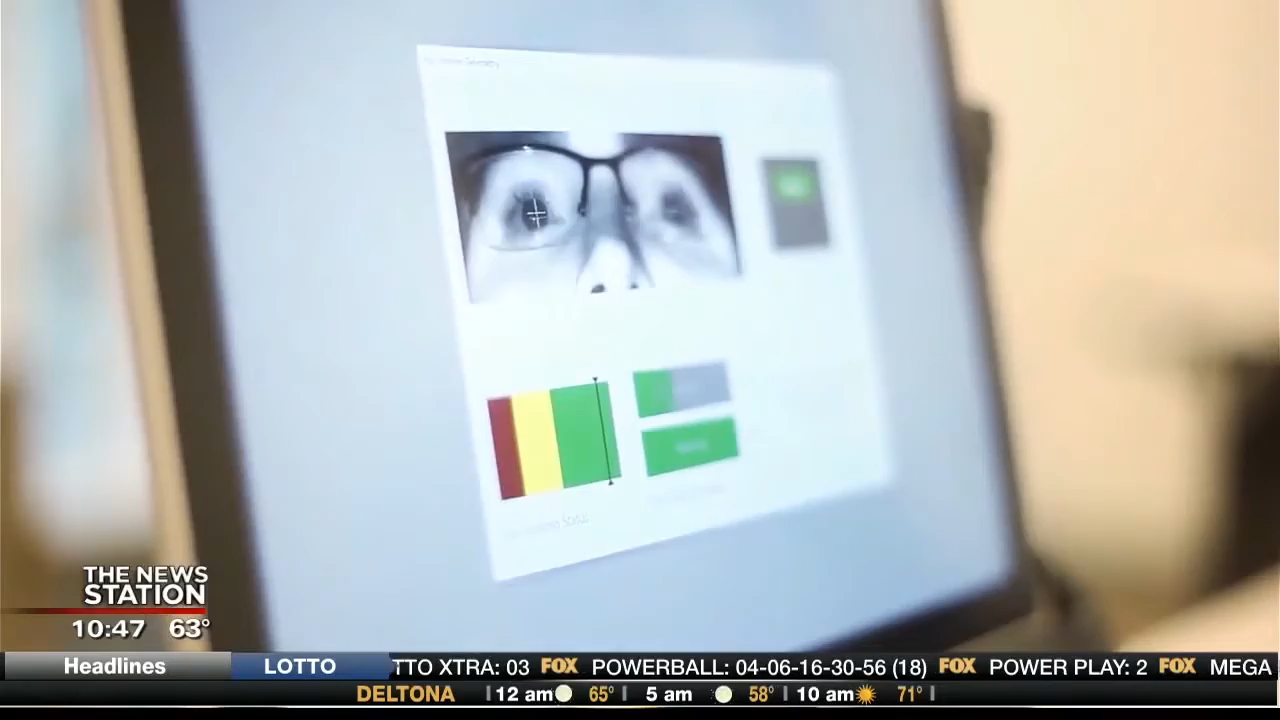 THE NEWS
STATION
10:47 63°
Headlines LOTTO TTO XTRA: 03 FOX POWERBALL: 04-06-16-30-56 (18) FOX POWER PLAY: 2 FOX MEGA
DELTONA 12 am 65° 5 am 58° 10 am 71°